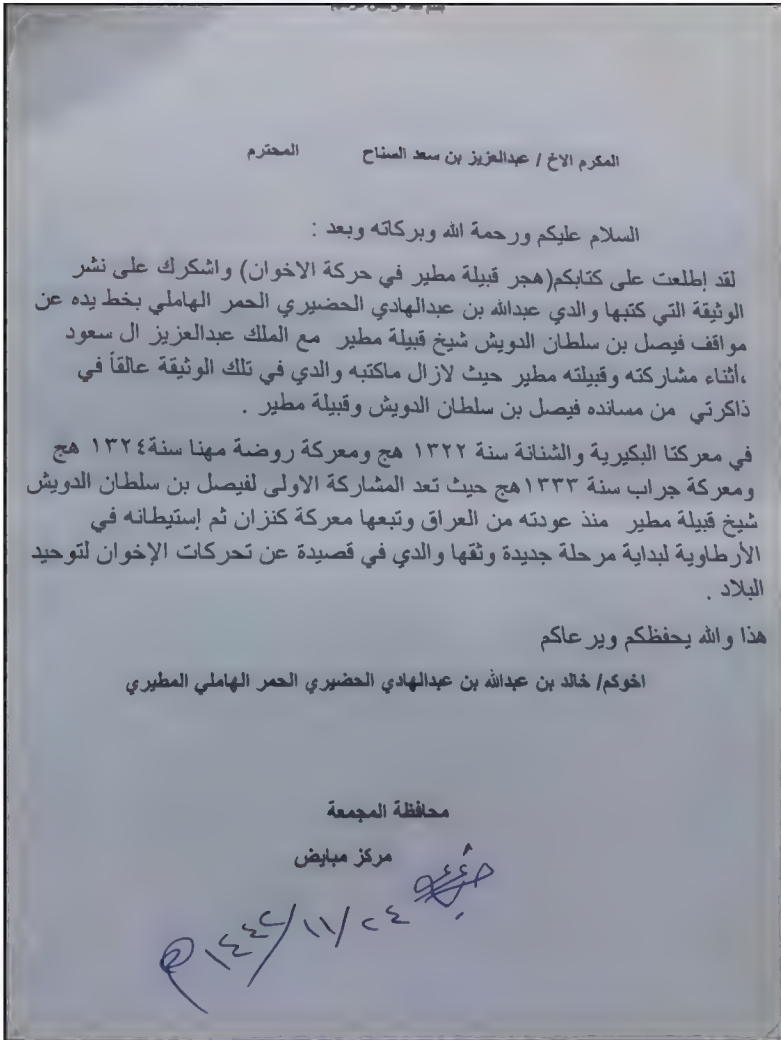 المكرم الاخ / عبدالعزيز بن سعد السناح المحترم
السلام عليكم ورحمة الله وبركاته وبعد :
لقد إطلعت على كتابكم(هجر قبيلة مطير في حركة الاخوان) واشكرك على نشر
الوثيقة التي كتبها والدي عبدالله بن عبدالهادي الحضيري الحمر الهاملي بخط يده عن
مواقف فيصل بن سلطان الدويش شيخ قبيلة مطير مع الملك عبدالعزيز ال سعود
،أثناء مشاركته وقبيلته مطير حيث لازال ماكتبه والدي في تلك الوثيقة عالقاً في
ذاكرتي من مسانده فيصل بن سلطان الدويش وقبيلة مطير .
في معركتا البكيرية والشنانة سنة ١٣٢٢ هج ومعركة روضة مهنا سنة١٣٢٤ هج
ومعركة جراب سنة ١٣٣٣هج حيث تعد المشاركة الاولى لفيصل بن سلطان الدويش
شيخ قبيلة مطير منذ عودته من العراق وتبعها معركة كنزان ثم إستيطانه في
الأرطاوية لبداية مرحلة جديدة وثقها والدي في قصيدة عن تحركات الإخوان لتوحيد
البلاد .
هذا والله يحفظكم ويرعاكم
اخوكم/ خالد بن عبدالله بن عبدالهادي الحضيري الحمر الهاملي المطيري
محافظة المجمعة
مركز مبايض
١٤٤٢/١١/٢٤